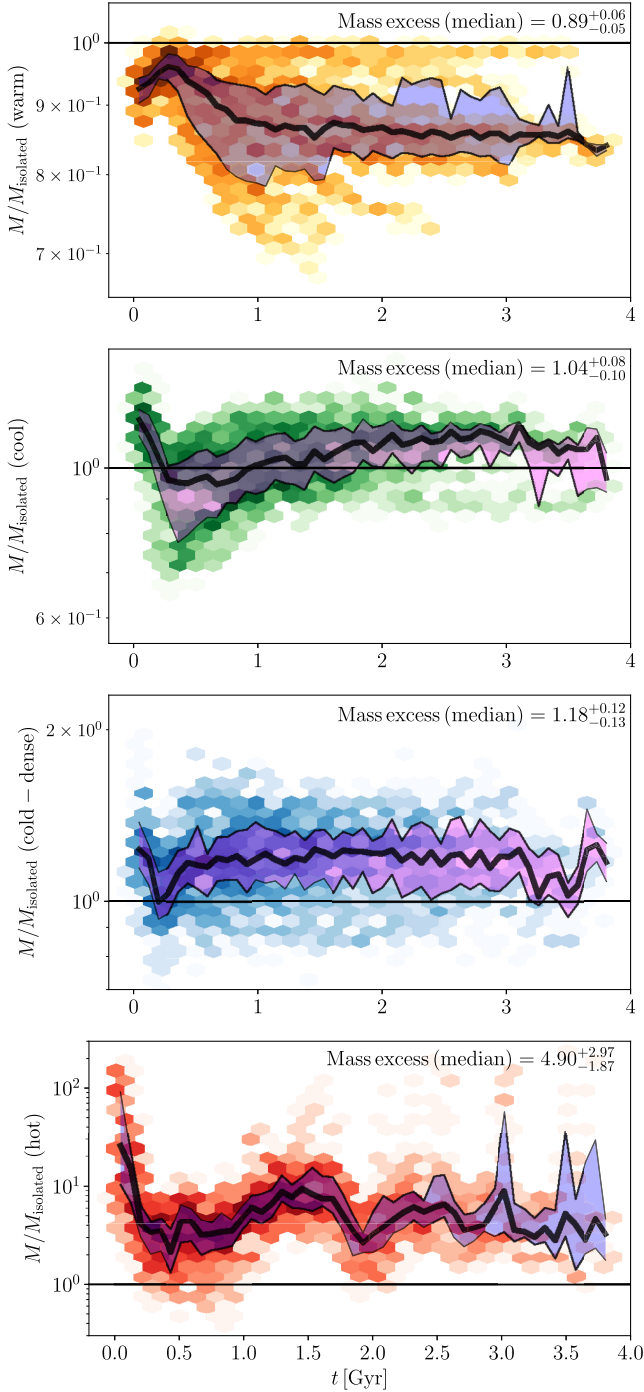 Mass excess (median) = 0.89^{+0.06}_{-0.05}
10^0
9 × 10^{-1}
8 × 10^{-1}
7 × 10^{-1}
M/M_{isolated} (warm)
0 1 2 3 4
Mass excess (median) = 1.04^{+0.08}_{-0.10}
10^0
6 × 10^{-1}
M/M_{isolated} (cool)
0 1 2 3 4
Mass excess (median) = 1.18^{+0.12}_{-0.13}
2 × 10^0
10^0
M/M_{isolated} (cold − dense)
0 1 2 3 4
Mass excess (median) = 4.90^{+2.97}_{-1.87}
10^2
10^1
10^0
M/M_{isolated} (hot)
0.0 0.5 1.0 1.5 2.0 2.5 3.0 3.5 4.0
t [Gyr]